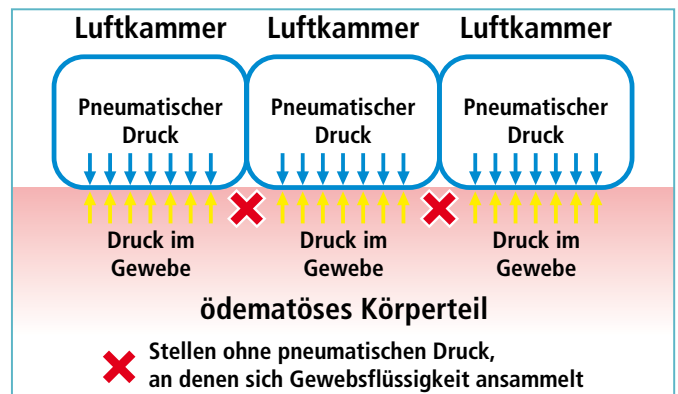 Luftkammer Luftkammer Luftkammer
Pneumatischer Pneumatischer Pneumatischer
Druck Druck Druck
Druck im Druck im Druck im
Gewebe Gewebe Gewebe
ödematöses Körperteil
Stellen ohne pneumatischen Druck,
an denen sich Gewebsflüssigkeit ansammelt